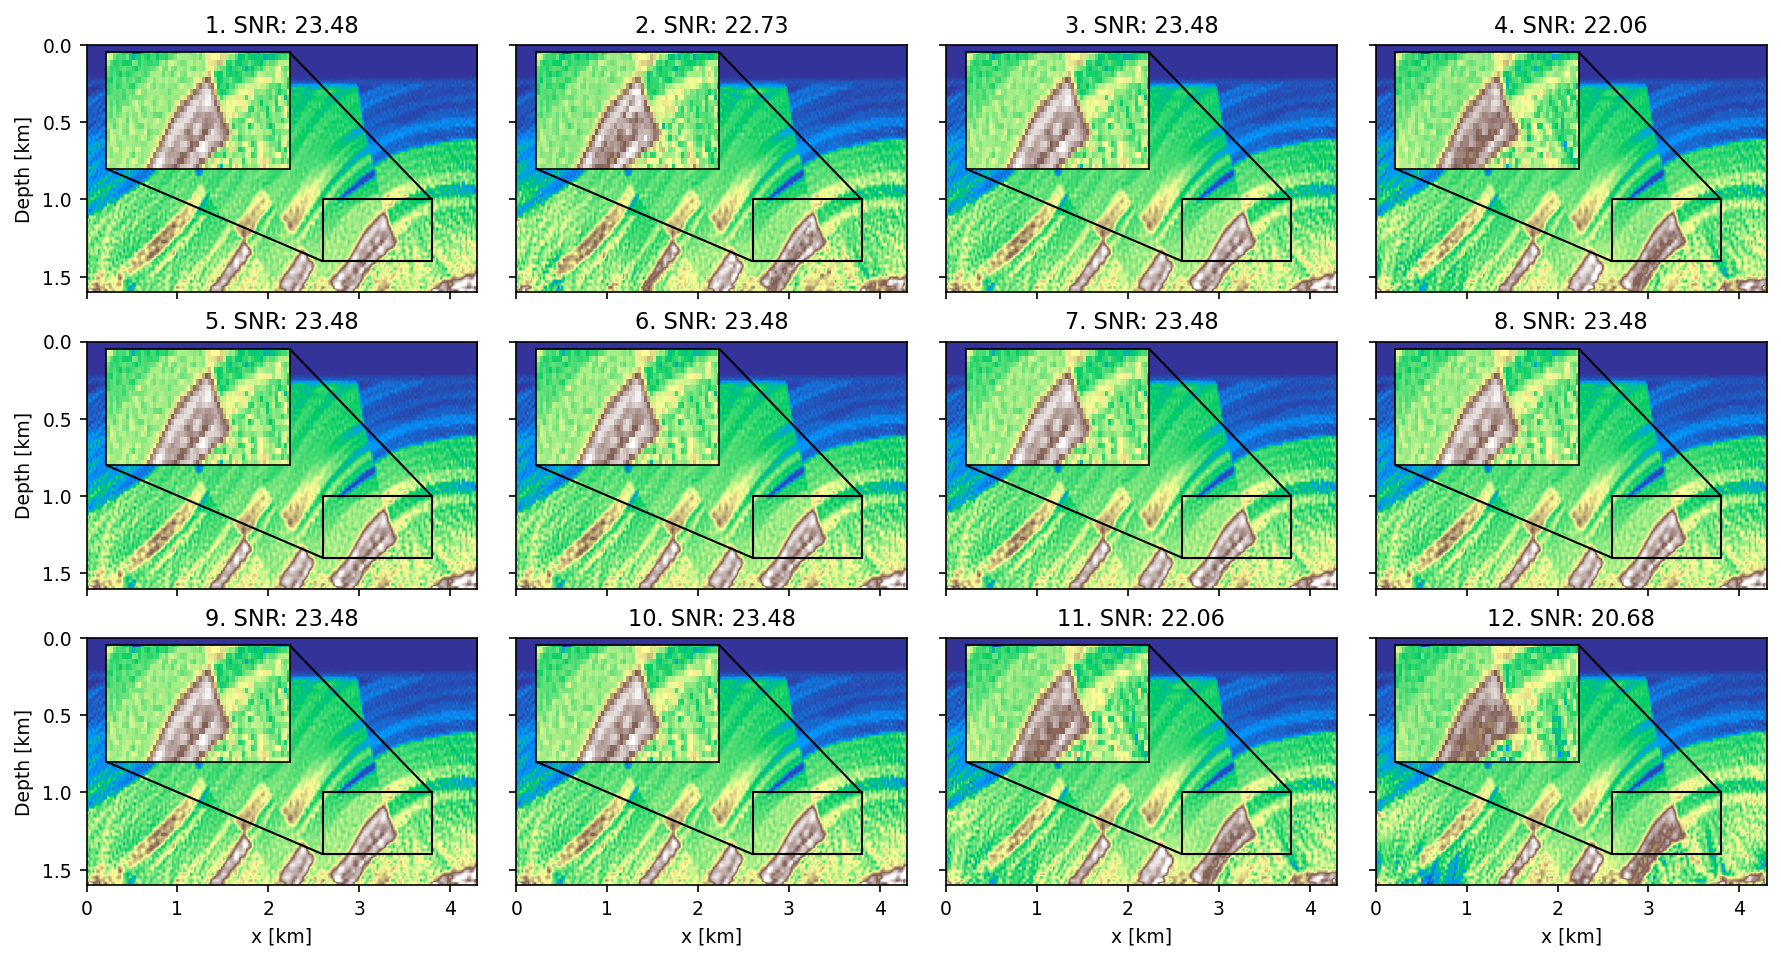 1. SNR: 23.48 2. SNR: 22.73 3. SNR: 23.48 4. SNR: 22.06
0.0
0.5
1.0
1.5
Depth [km]
5. SNR: 23.48 6. SNR: 23.48 7. SNR: 23.48 8. SNR: 23.48
0.0
0.5
1.0
1.5
Depth [km]
9. SNR: 23.48 10. SNR: 23.48 11. SNR: 22.06 12. SNR: 20.68
0.0
0.5
1.0
1.5
Depth [km]
0 1 2 3 4 0 1 2 3 4 0 1 2 3 4 0 1 2 3 4
x [km] x [km] x [km] x [km]